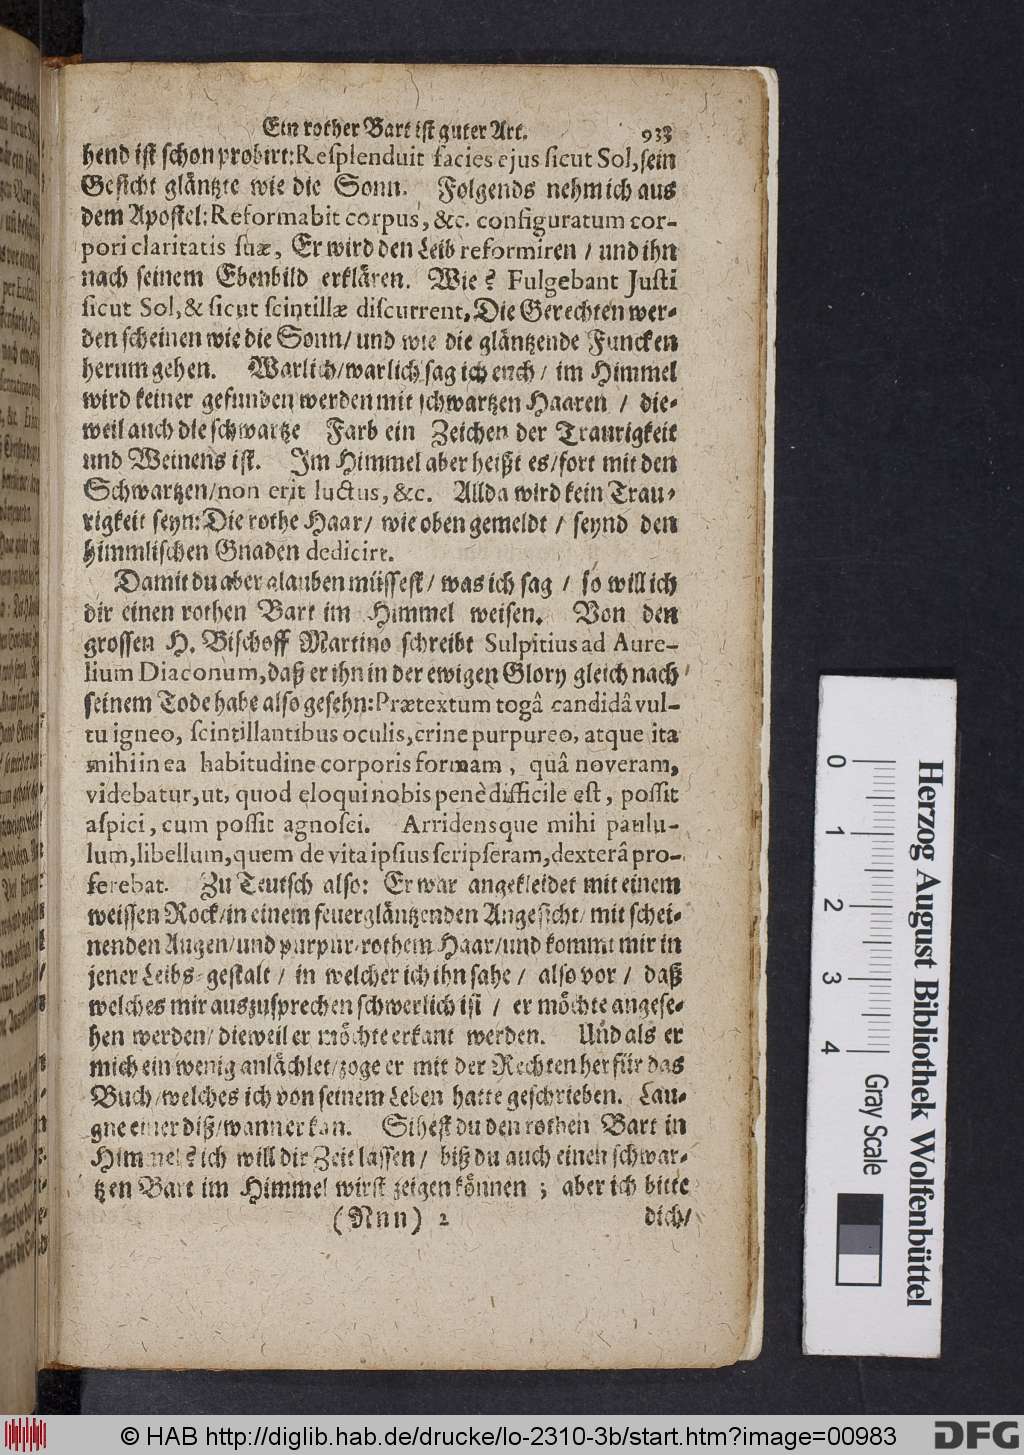 Ein rother Bart ist guter Art. 933
hend ist schon probirt: Resplenduit facies ejus sicut Sol, sein
Gesicht gläntzte wie die Sonn. Folgends nehm ich aus
dem Apostel: Reformabit corpus, &c. configuratum cor-
pori claritatis suæ, Er wird den Leib reformiren / und ihn
nach seinem Ebenbild erklären. Wie? Fulgebant Justi
sicut Sol, & sicut scintillæ discurrent, Die Gerechten wer-
den scheinen wie die Sonn / und wie die gläntzende Funcken
herum gehen. Warlich / warlich sag ich euch / im Himmel
wird keiner gefunden werden mit schwartzen Haaren / die-
weil auch die schwartze Farb ein Zeichen der Traurigkeit
und Weinens ist. Im Himmel aber heißt es / fort mit den
Schwartzen / non erit luctus, &c. Allda wird kein Trau-
rigkeit seyn: Die rothe Haar / wie oben gemeldt / seynd den
himmlischen Gnaden dedicirt.
Damit du aber glauben müssest / was ich sag / so will ich
dir einen rothen Bart im Himmel weisen. Von den
grossen H. Bischoff Martino schreibt Sulpitius ad Aure-
lium Diaconum, daß er ihn in der ewigen Glory gleich nach
seinem Tode habe also gesehn: Prætextum togâ candidâ vul-
tu igneo, scintillantibus oculis, crine purpureo, atque ita
mihi in ea habitudine corporis formam, quâ noveram,
videbatur, ut, quod eloqui nobis penè difficile est, possit
aspici, cum possit agnosci. Arridensque mihi paulu-
lum, libellum, quem de vita ipsius scripseram, dexterâ pro-
ferebat. Zu Teutsch also: Er war angekleidet mit einem
weissen Rock / in einem feuergläntzenden Angesicht / mit schei-
nenden Augen / und purpur-rothem Haar / und kommt mir in
jener Leibs-gestalt / in welcher ich ihn sahe / also vor / daß
welches mir auszusprechen schwerlich ist / er möchte angese-
hen werden / dieweil er möchte erkant werden. Und als er
mich ein wenig anlächlet / zoge er mit der Rechten herfür das
Buch / welches ich von seinem Leben hatte geschrieben. Lau-
gne einer diß / wann er kan. Sihest du den rothen Bart in
Himmel? ich will dir Zeit lassen / biß du auch einen schwar-
tzen Bart im Himmel wirst zeigen können; aber ich bitte
(Nnn) 2 dich /
0 1 2 3 4
Gray Scale
Herzog August Bibliothek Wolfenbüttel
© HAB http://diglib.hab.de/drucke/lo-2310-3b/start.htm?image=00983
DFG